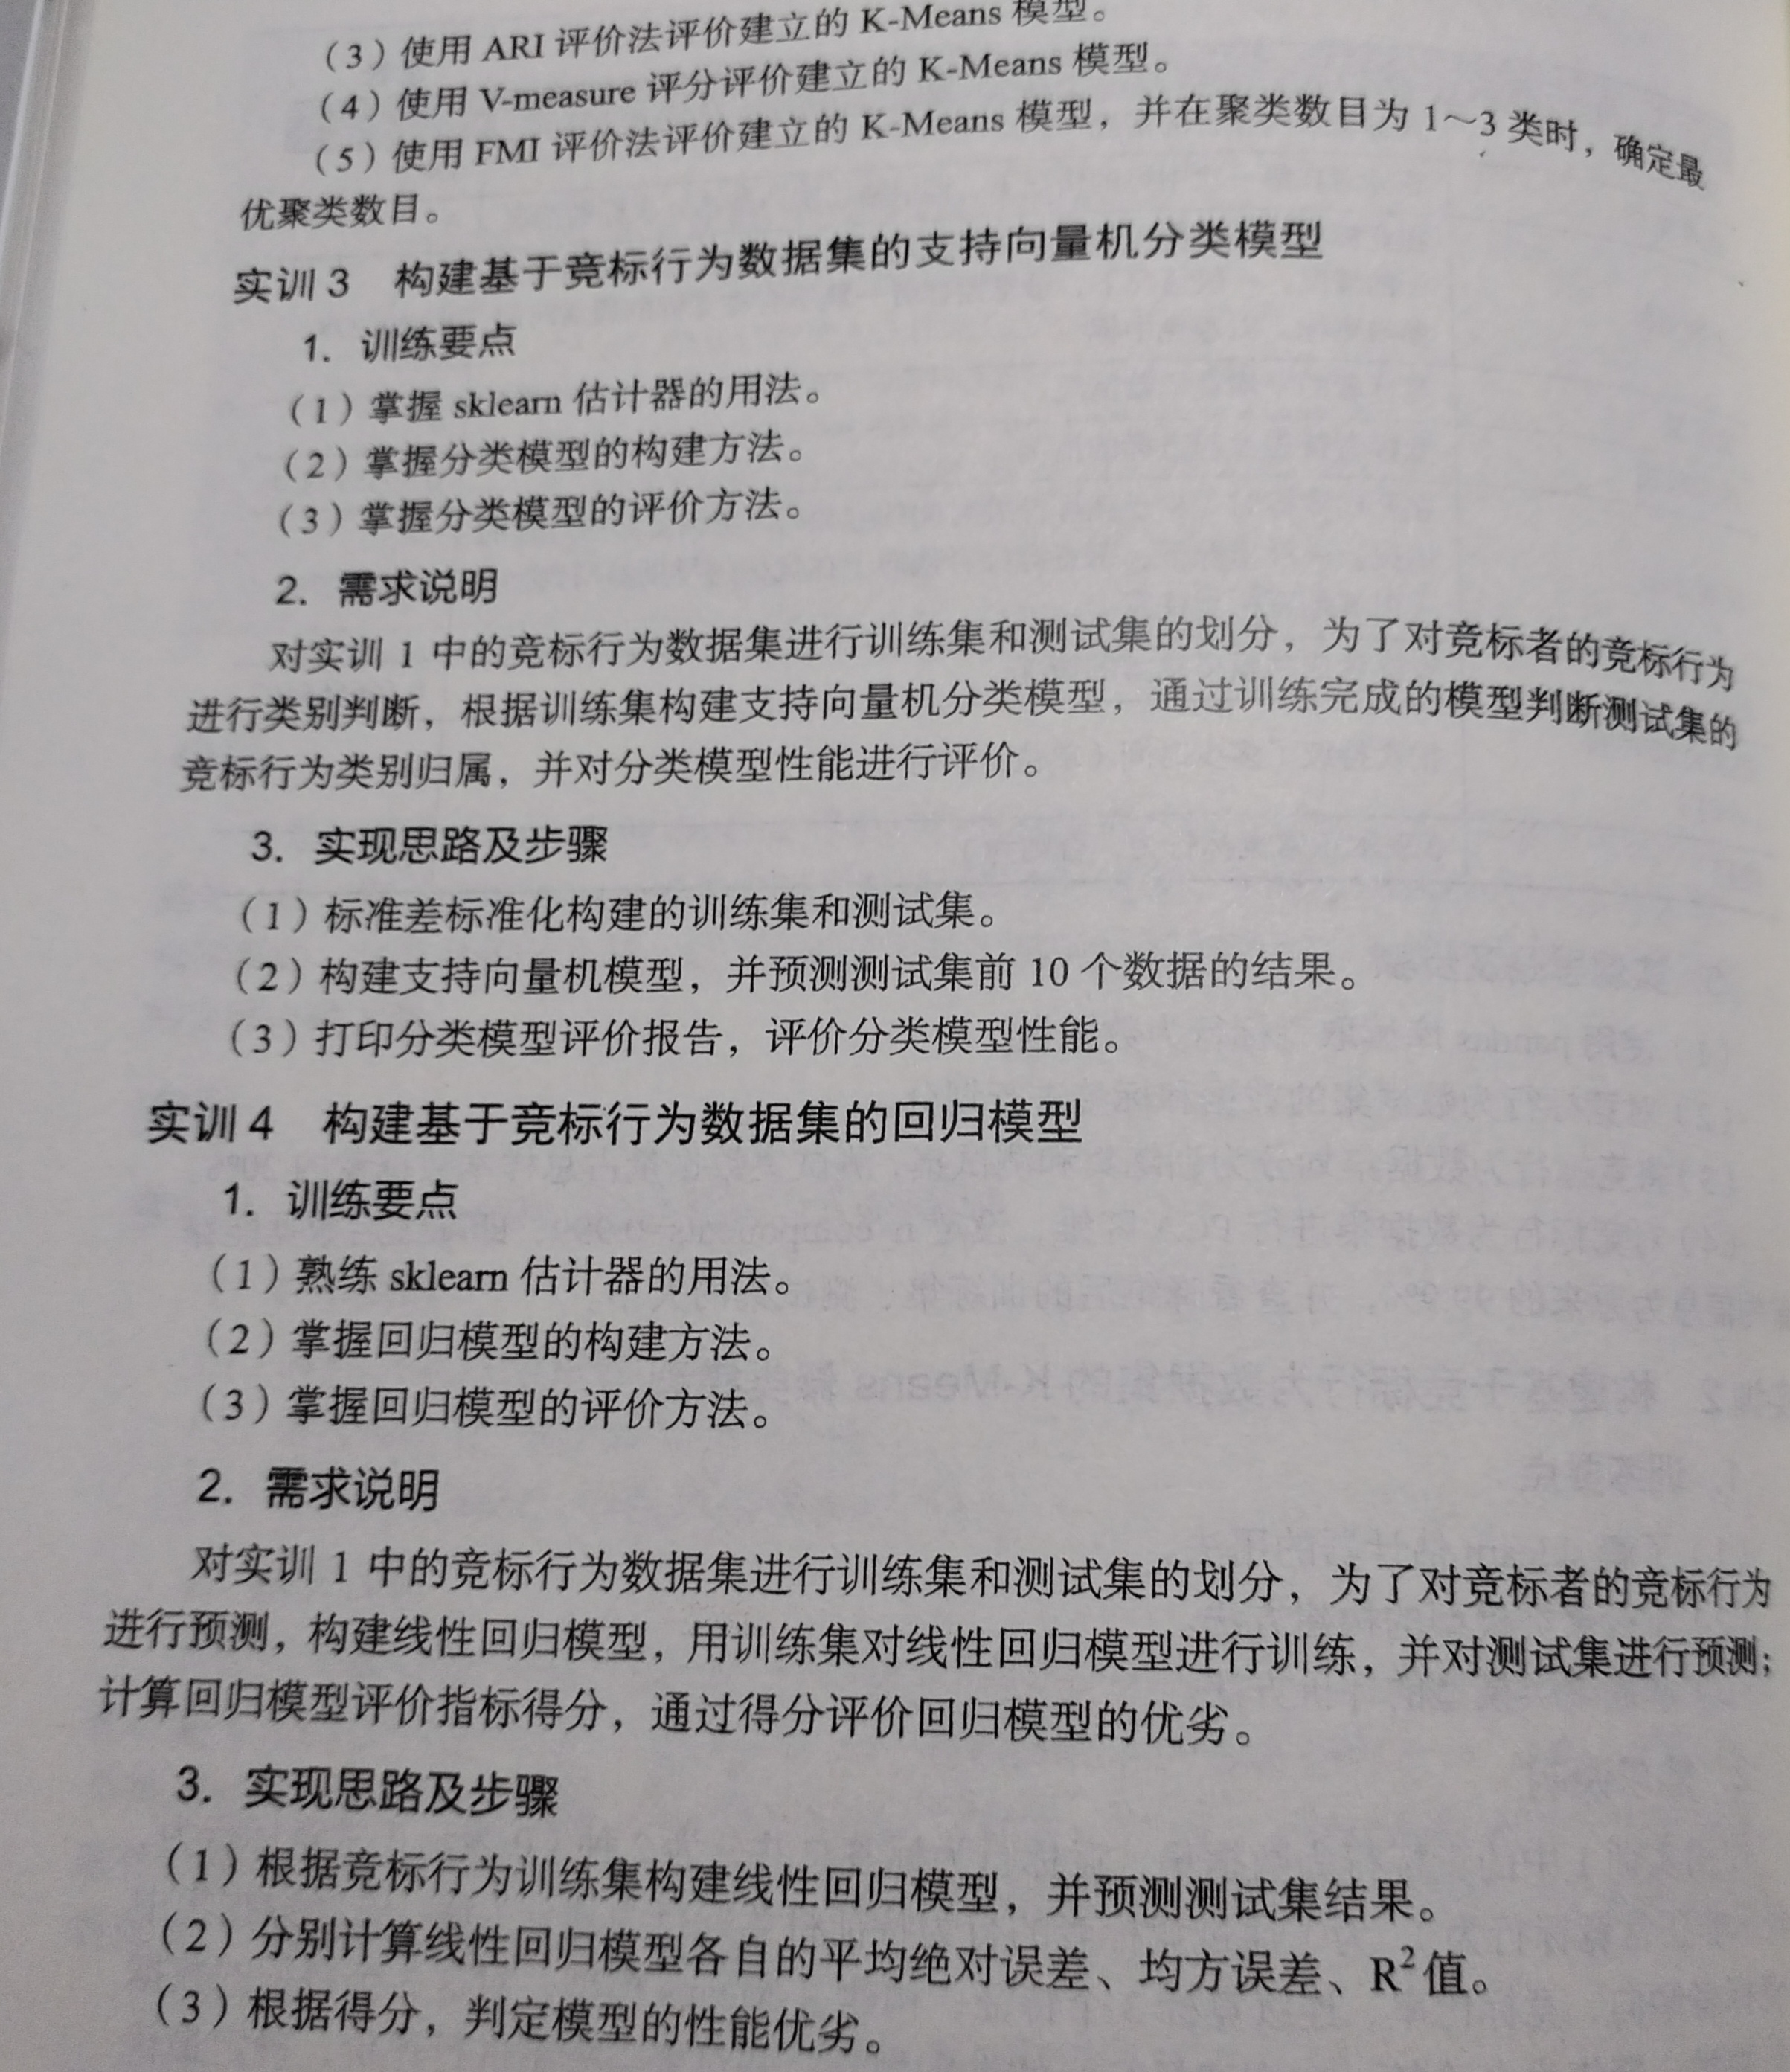 （3）使用 ARI 评价法评价建立的 K-Means 模型。
（4）使用 V-measure 评分评价建立的 K-Means 模型。
（5）使用 FMI 评价法评价建立的 K-Means 模型，并在聚类数目为 1～3 类时，确定最
优聚类数目。
实训 3 构建基于竞标行为数据集的支持向量机分类模型
1. 训练要点
（1）掌握 sklearn 估计器的用法。
（2）掌握分类模型的构建方法。
（3）掌握分类模型的评价方法。
2. 需求说明
对实训 1 中的竞标行为数据集进行训练集和测试集的划分，为了对竞标者的竞标行为
进行类别判断，根据训练集构建支持向量机分类模型，通过训练完成的模型判断测试集的
竞标行为类别归属，并对分类模型性能进行评价。
3. 实现思路及步骤
（1）标准差标准化构建的训练集和测试集。
（2）构建支持向量机模型，并预测测试集前 10 个数据的结果。
（3）打印分类模型评价报告，评价分类模型性能。
实训 4 构建基于竞标行为数据集的回归模型
1. 训练要点
（1）熟练 sklearn 估计器的用法。
（2）掌握回归模型的构建方法。
（3）掌握回归模型的评价方法。
2. 需求说明
对实训 1 中的竞标行为数据集进行训练集和测试集的划分，为了对竞标者的竞标行为
进行预测，构建线性回归模型，用训练集对线性回归模型进行训练，并对测试集进行预测；
计算回归模型评价指标得分，通过得分评价回归模型的优劣。
3. 实现思路及步骤
（1）根据竞标行为训练集构建线性回归模型，并预测测试集结果。
（2）分别计算线性回归模型各自的平均绝对误差、均方误差、R²值。
（3）根据得分，判定模型的性能优劣。